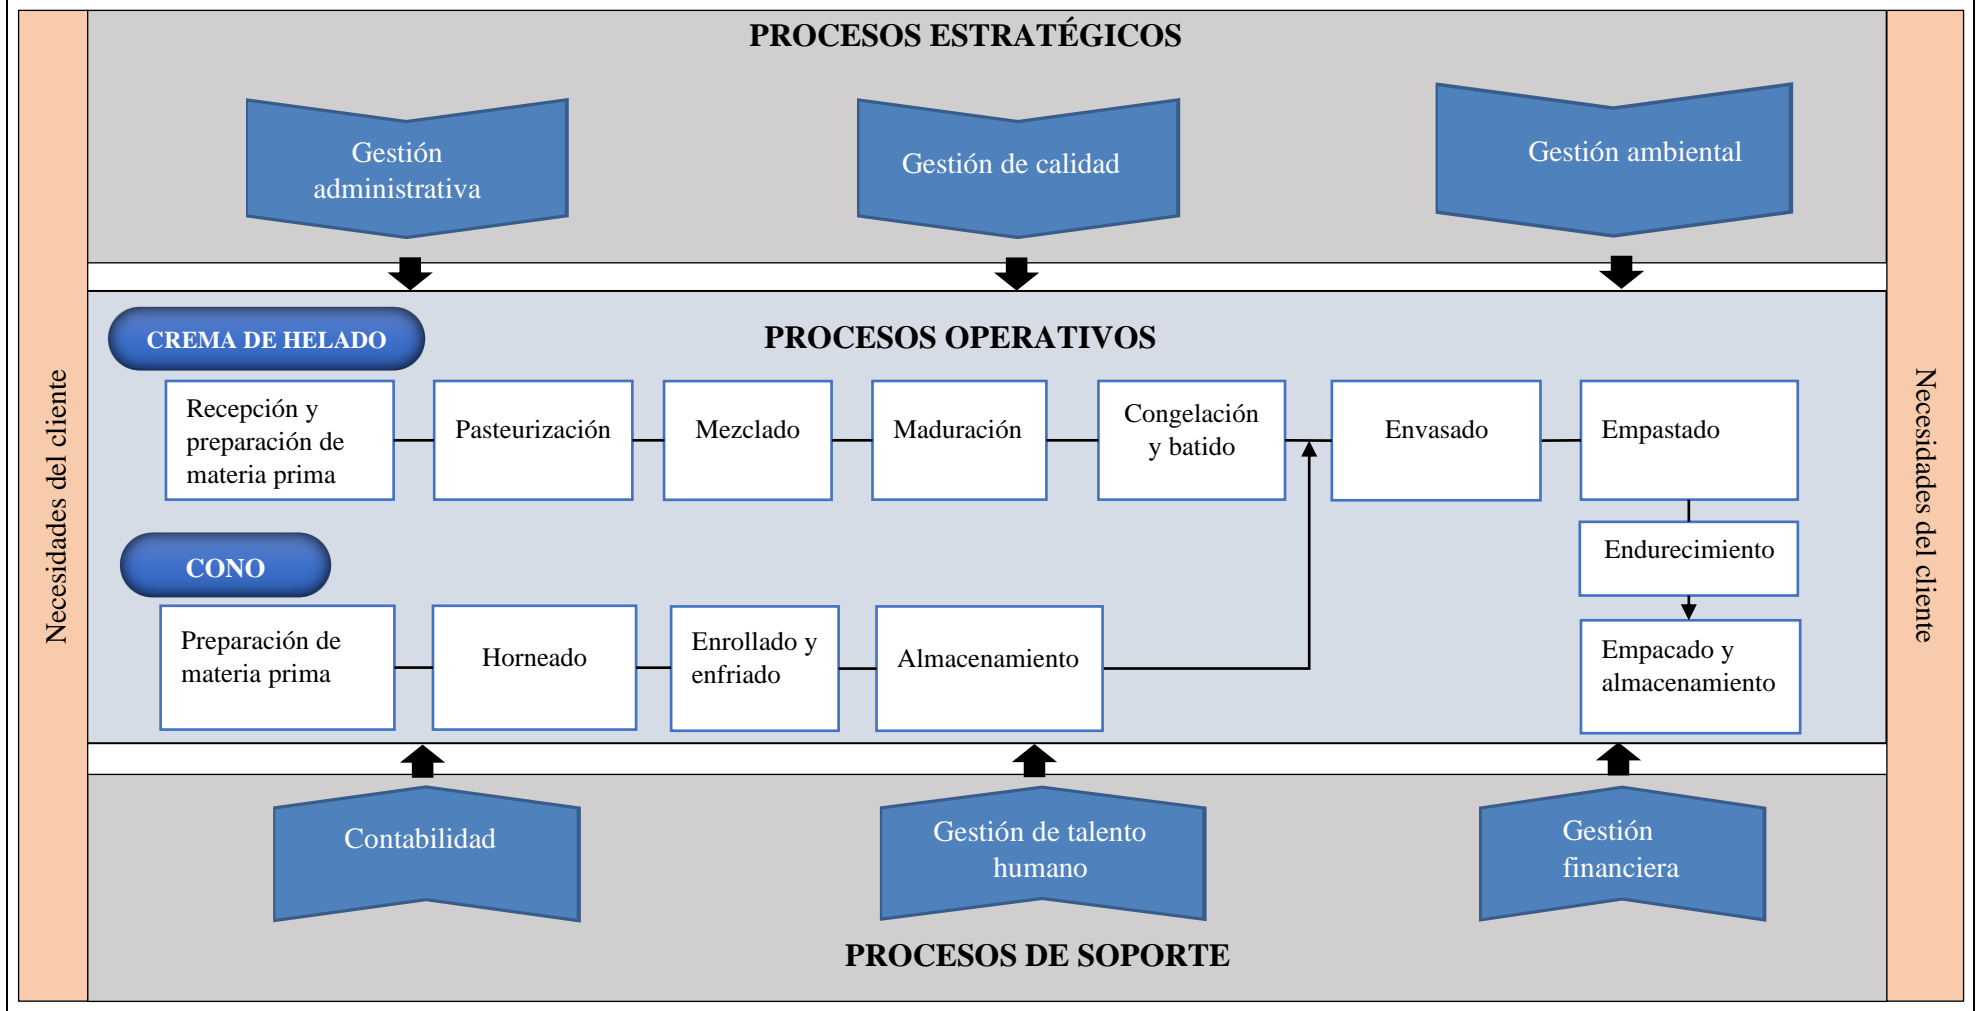 PROCESOS ESTRATÉGICOS
Gestión
administrativa
Gestión de calidad
Gestión ambiental
Necesidades del cliente
CREMA DE HELADO
PROCESOS OPERATIVOS
Recepción y
preparación de
materia prima
Pasteurización
Mezclado
Maduración
Congelación
y batido
Envasado
Empastado
Endurecimiento
Empacado y
almacenamiento
CONO
Preparación de
materia prima
Horneado
Enrollado y
enfriado
Almacenamiento
Necesidades del cliente
Contabilidad
Gestión de talento
humano
Gestión
financiera
PROCESOS DE SOPORTE